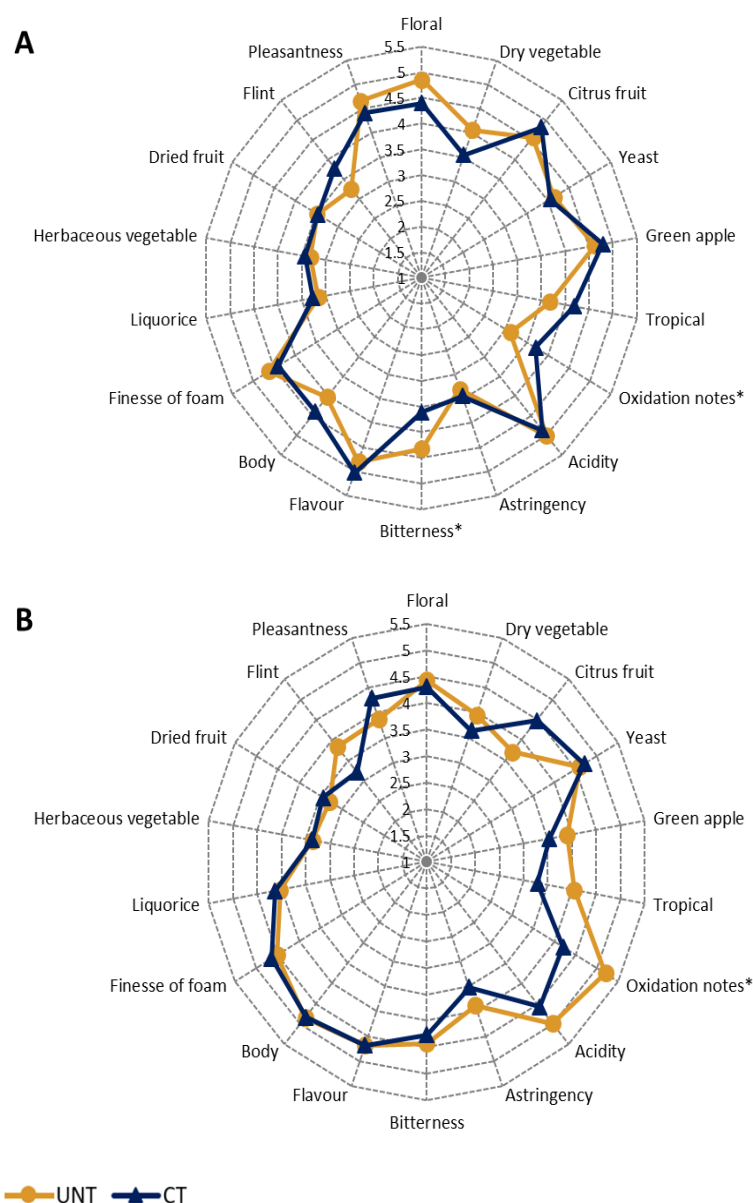 A
Floral
Pleasantness
Dry vegetable
5.5
Flint
5
Citrus fruit
4.5
4
Dried fruit
3.5
Yeast
3
2.5
Herbaceous vegetable
2
Green apple
1.5
1
Liquorice
Tropical
Finesse of foam
Oxidation notes*
Body
Acidity
Flavour
Astringency
Bitterness*
B
Floral
Pleasantness
Dry vegetable
5.5
Flint
5
Citrus fruit
4.5
4
Dried fruit
3.5
Yeast
3
2.5
Herbaceous vegetable
2
Green apple
1.5
1
Liquorice
Tropical
Finesse of foam
Oxidation notes*
Body
Acidity
Flavour
Astringency
Bitterness
UNT CT